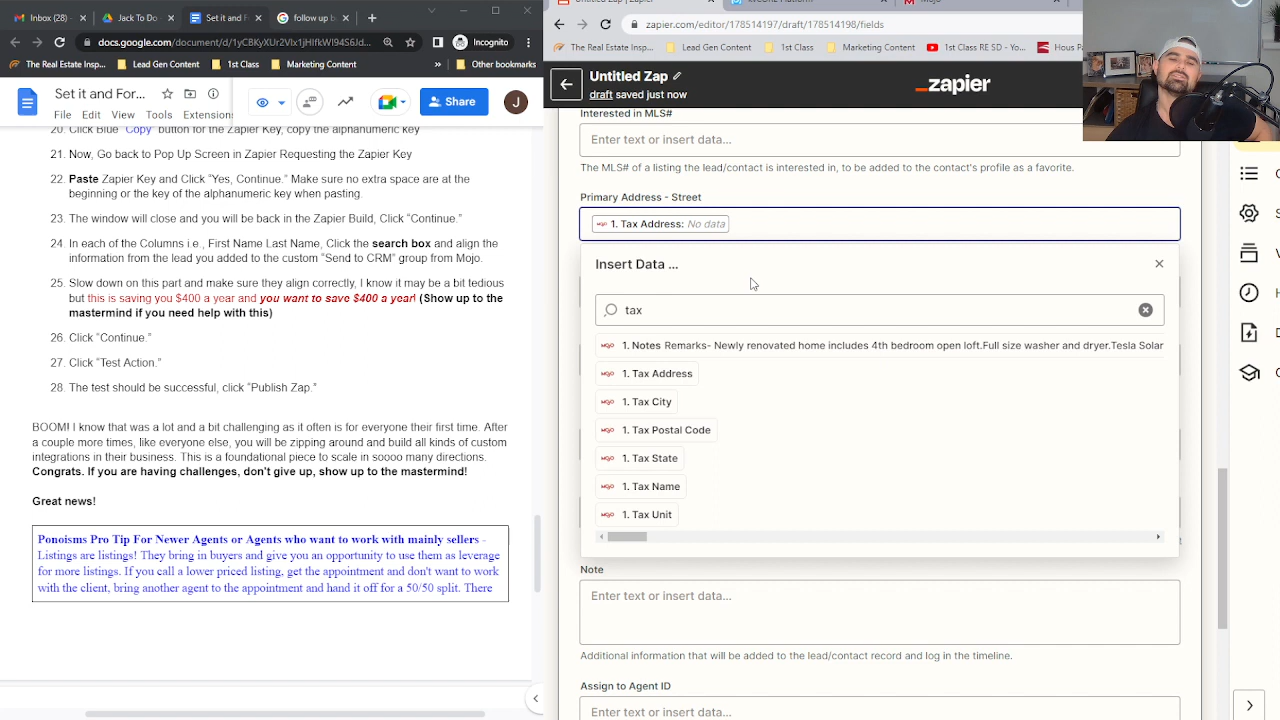 Gmail
Jack To Do
Set it and F
follow up b
Untitled Zap
Mojo
docs.google.com/document/d/1yCBKyXUr2Vlx1jHIfkWI94S6Jd...
Incognito
zapier.com/editor/178514197/draft/178514198/fields
The Real Estate Insp...
Lead Gen Content
1st Class
Marketing Content
»
Other bookmarks
The Real Estate Insp...
Lead Gen Content
1st Class
Marketing Content
1st Class RE SD - Yo...
Hous Pa
Set it and For...
File Edit View Tools Extensions
Share
J
Untitled Zap
draft saved just now
zapier
20. Click Blue "Copy" button for the Zapier Key, copy the alphanumeric key
21. Now, Go back to Pop Up Screen in Zapier Requesting the Zapier Key
22. Paste Zapier Key and Click "Yes, Continue." Make sure no extra space are at the
beginning or the key of the alphanumeric key when pasting.
23. The window will close and you will be back in the Zapier Build, Click "Continue."
24. In each of the Columns i.e., First Name Last Name, Click the search box and align the
information from the lead you added to the custom "Send to CRM" group from Mojo.
25. Slow down on this part and make sure they align correctly, I know it may be a bit tedious
but this is saving you $400 a year and you want to save $400 a year! (Show up to the
mastermind if you need help with this)
26. Click "Continue."
27. Click "Test Action."
28. The test should be successful, click "Publish Zap."
BOOM! I know that was a lot and a bit challenging as it often is for everyone their first time. After
a couple more times, like everyone else, you will be zipping around and build all kinds of custom
integrations in their business. This is a foundational piece to scale in soooo many directions.
Congrats. If you are having challenges, don't give up, show up to the mastermind!
Great news!
Ponoisms Pro Tip For Newer Agents or Agents who want to work with mainly sellers -
Listings are listings! They bring in buyers and give you an opportunity to use them as leverage
for more listings. If you call a lower priced listing, get the appointment and don't want to work
with the client, bring another agent to the appointment and hand it off for a 50/50 split. There
Interested in MLS#
Enter text or insert data...
The MLS# of a listing the lead/contact is interested in, to be added to the contact's profile as a favorite.
Primary Address - Street
1. Tax Address: No data
Insert Data ...
tax
1. Notes Remarks- Newly renovated home includes 4th bedroom open loft.Full size washer and dryer.Tesla Solar
1. Tax Address
1. Tax City
1. Tax Postal Code
1. Tax State
1. Tax Name
1. Tax Unit
Note
Enter text or insert data...
Additional information that will be added to the lead/contact record and log in the timeline.
Assign to Agent ID
Enter text or insert data...